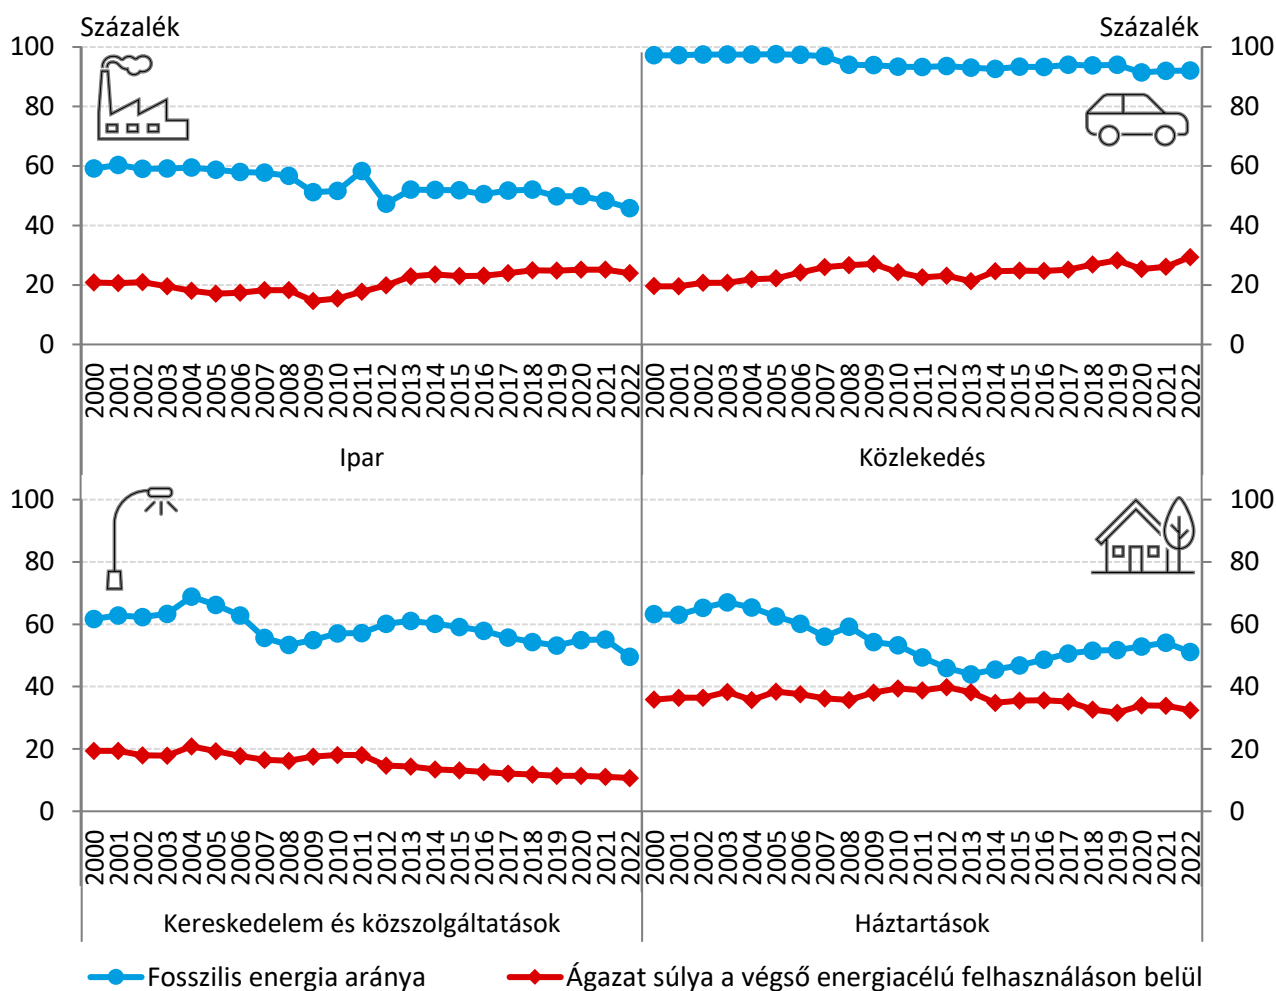 Százalék
Százalék
100
80
60
40
20
0
100
80
60
40
20
0
2000 2001 2002 2003 2004 2005 2006 2007 2008 2009 2010 2011 2012 2013 2014 2015 2016 2017 2018 2019 2020 2021 2022
2000 2001 2002 2003 2004 2005 2006 2007 2008 2009 2010 2011 2012 2013 2014 2015 2016 2017 2018 2019 2020 2021 2022
Ipar
Közlekedés
100
80
60
40
20
0
100
80
60
40
20
0
2000 2001 2002 2003 2004 2005 2006 2007 2008 2009 2010 2011 2012 2013 2014 2015 2016 2017 2018 2019 2020 2021 2022
2000 2001 2002 2003 2004 2005 2006 2007 2008 2009 2010 2011 2012 2013 2014 2015 2016 2017 2018 2019 2020 2021 2022
Kereskedelem és közszolgáltatások
Háztartások
Fosszilis energia aránya
Ágazat súlya a végső energiacélú felhasználáson belül